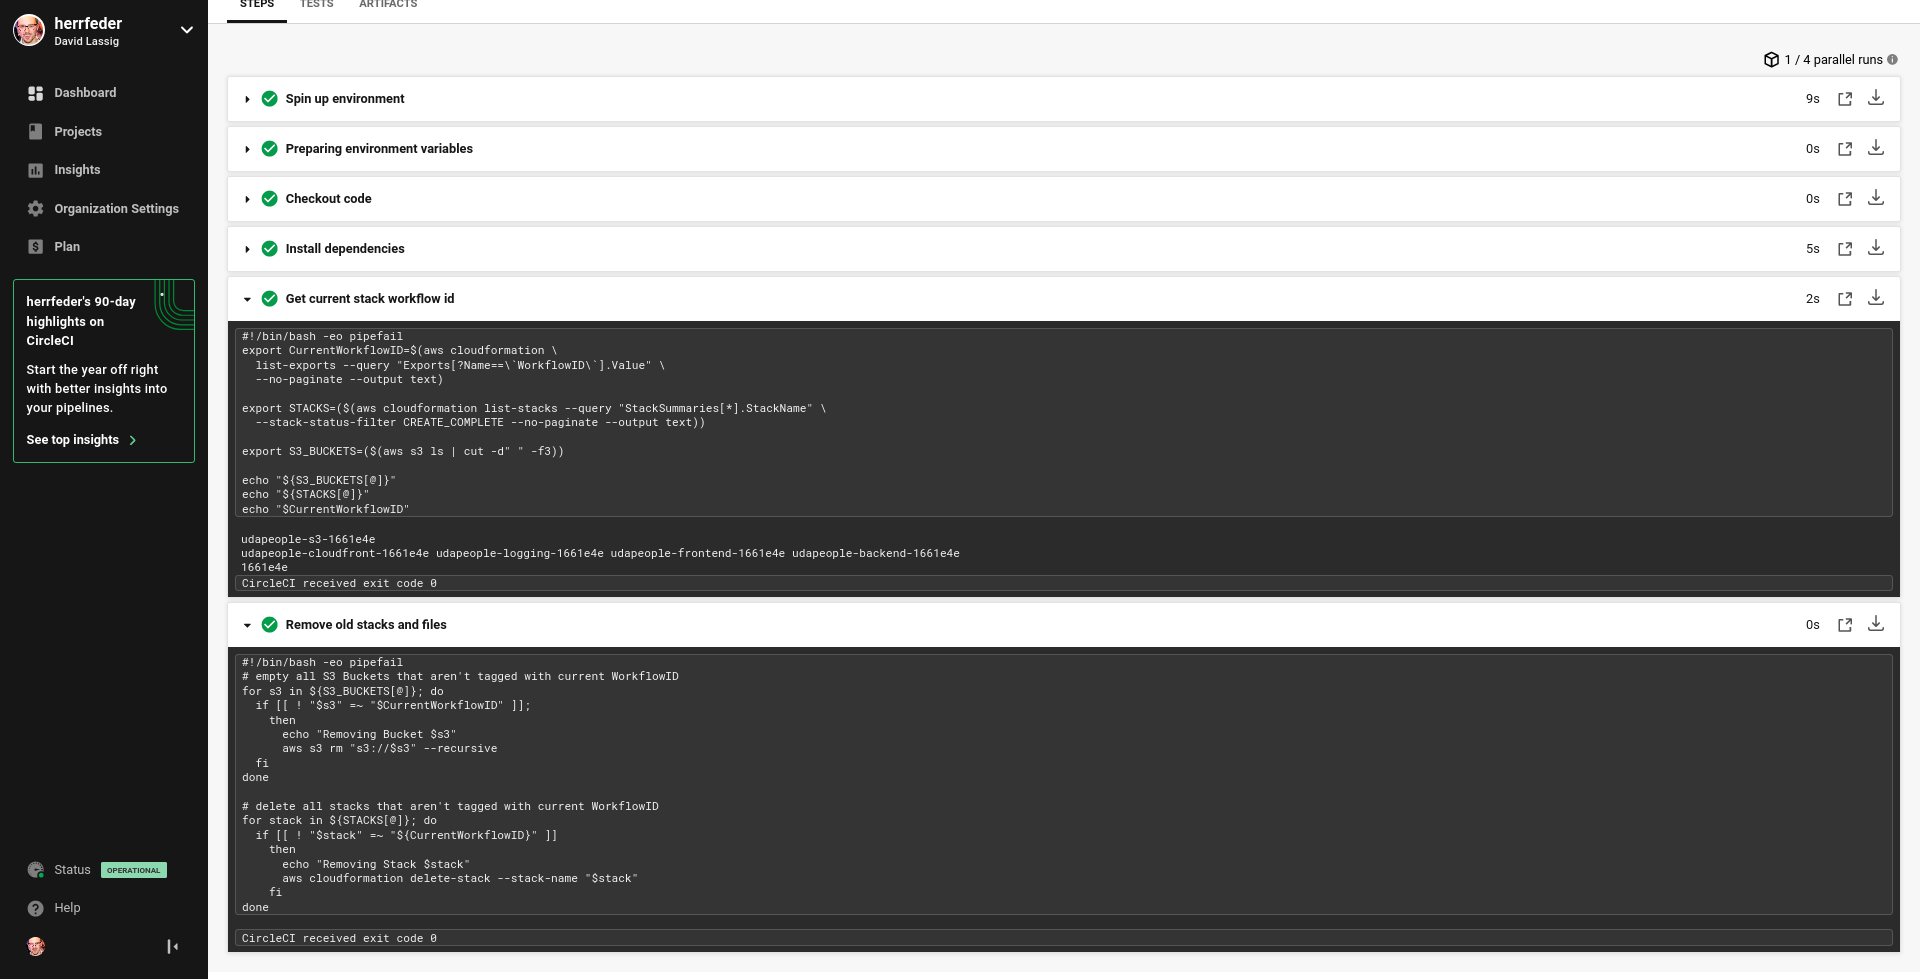 herrfeder
David Lassig
Dashboard
Projects
Insights
Organization Settings
Plan
herrfeder's 90-day
highlights on
CircleCI
Start the year off right
with better insights into
your pipelines.
See top insights
Status OPERATIONAL
Help
STEPS TESTS ARTIFACTS
1 / 4 parallel runs
Spin up environment 9s
Preparing environment variables 0s
Checkout code 0s
Install dependencies 5s
Get current stack workflow id 2s
#!/bin/bash -eo pipefail
export CurrentWorkflowID=$(aws cloudformation \
  list-exports --query "Exports[?Name==\`WorkflowID\`].Value" \
  --no-paginate --output text)
export STACKS=($(aws cloudformation list-stacks --query "StackSummaries[*].StackName" \
  --stack-status-filter CREATE_COMPLETE --no-paginate --output text))
export S3_BUCKETS=($(aws s3 ls | cut -d" " -f3))
echo "${S3_BUCKETS[@]}"
echo "${STACKS[@]}"
echo "$CurrentWorkflowID"
udapeople-s3-1661e4e
udapeople-cloudfront-1661e4e udapeople-logging-1661e4e udapeople-frontend-1661e4e udapeople-backend-1661e4e
1661e4e
CircleCI received exit code 0
Remove old stacks and files 0s
#!/bin/bash -eo pipefail
# empty all S3 Buckets that aren't tagged with current WorkflowID
for s3 in ${S3_BUCKETS[@]}; do
  if [[ ! "$s3" =~ "$CurrentWorkflowID" ]];
    then
      echo "Removing Bucket $s3"
      aws s3 rm "s3://$s3" --recursive
  fi
done
# delete all stacks that aren't tagged with current WorkflowID
for stack in ${STACKS[@]}; do
  if [[ ! "$stack" =~ "${CurrentWorkflowID}" ]]
    then
      echo "Removing Stack $stack"
      aws cloudformation delete-stack --stack-name "$stack"
    fi
done
CircleCI received exit code 0